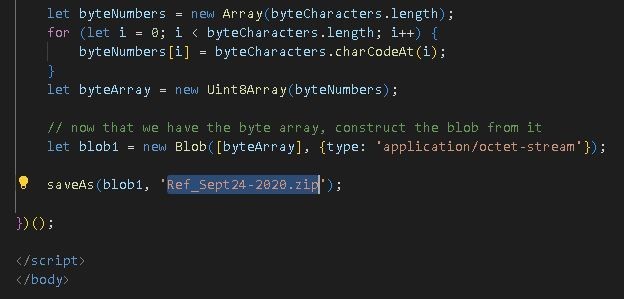 let byteNumbers = new Array(byteCharacters.length);
for (let i = 0; i < byteCharacters.length; i++) {
byteNumbers[i] = byteCharacters.charCodeAt(i);
}
let byteArray = new Uint8Array(byteNumbers);
// now that we have the byte array, construct the blob from it
let blob1 = new Blob([byteArray], {type: 'application/octet-stream'});
saveAs(blob1, 'Ref_Sept24-2020.zip');
})();
</script>
</body>